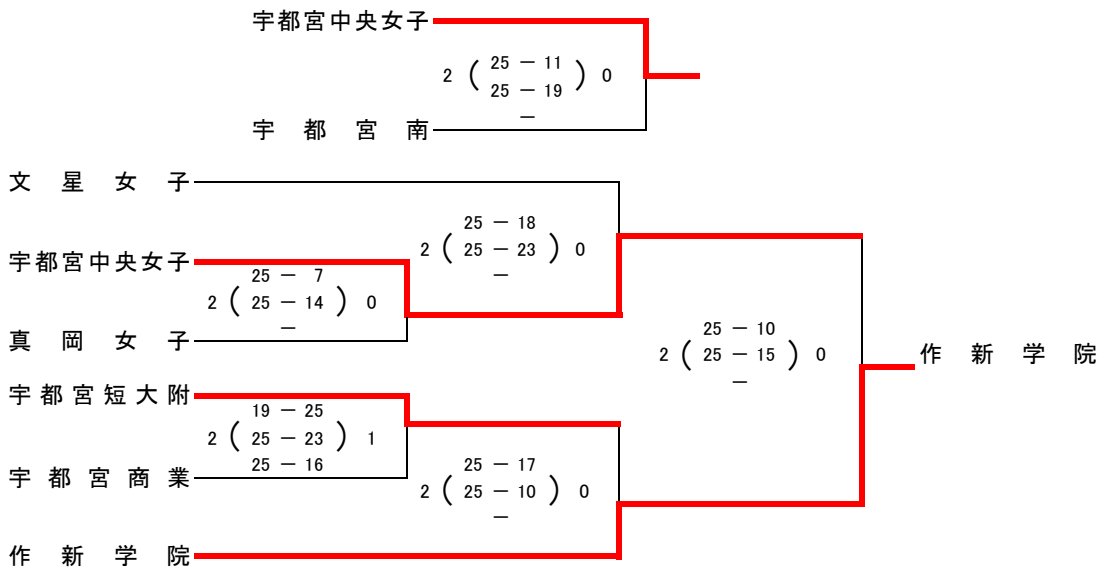 宇都宮中央女子
25 － 11
2 ( 25 － 19 ) 0
－
宇都宮南
文星女子
25 － 18
2 ( 25 － 23 ) 0
－
宇都宮中央女子
25 － 7
2 ( 25 － 14 ) 0
－
真岡女子
25 － 10
2 ( 25 － 15 ) 0
－
作新学院
宇都宮短大附
19 － 25
2 ( 25 － 23 ) 1
25 － 16
宇都宮商業
25 － 17
2 ( 25 － 10 ) 0
－
作新学院